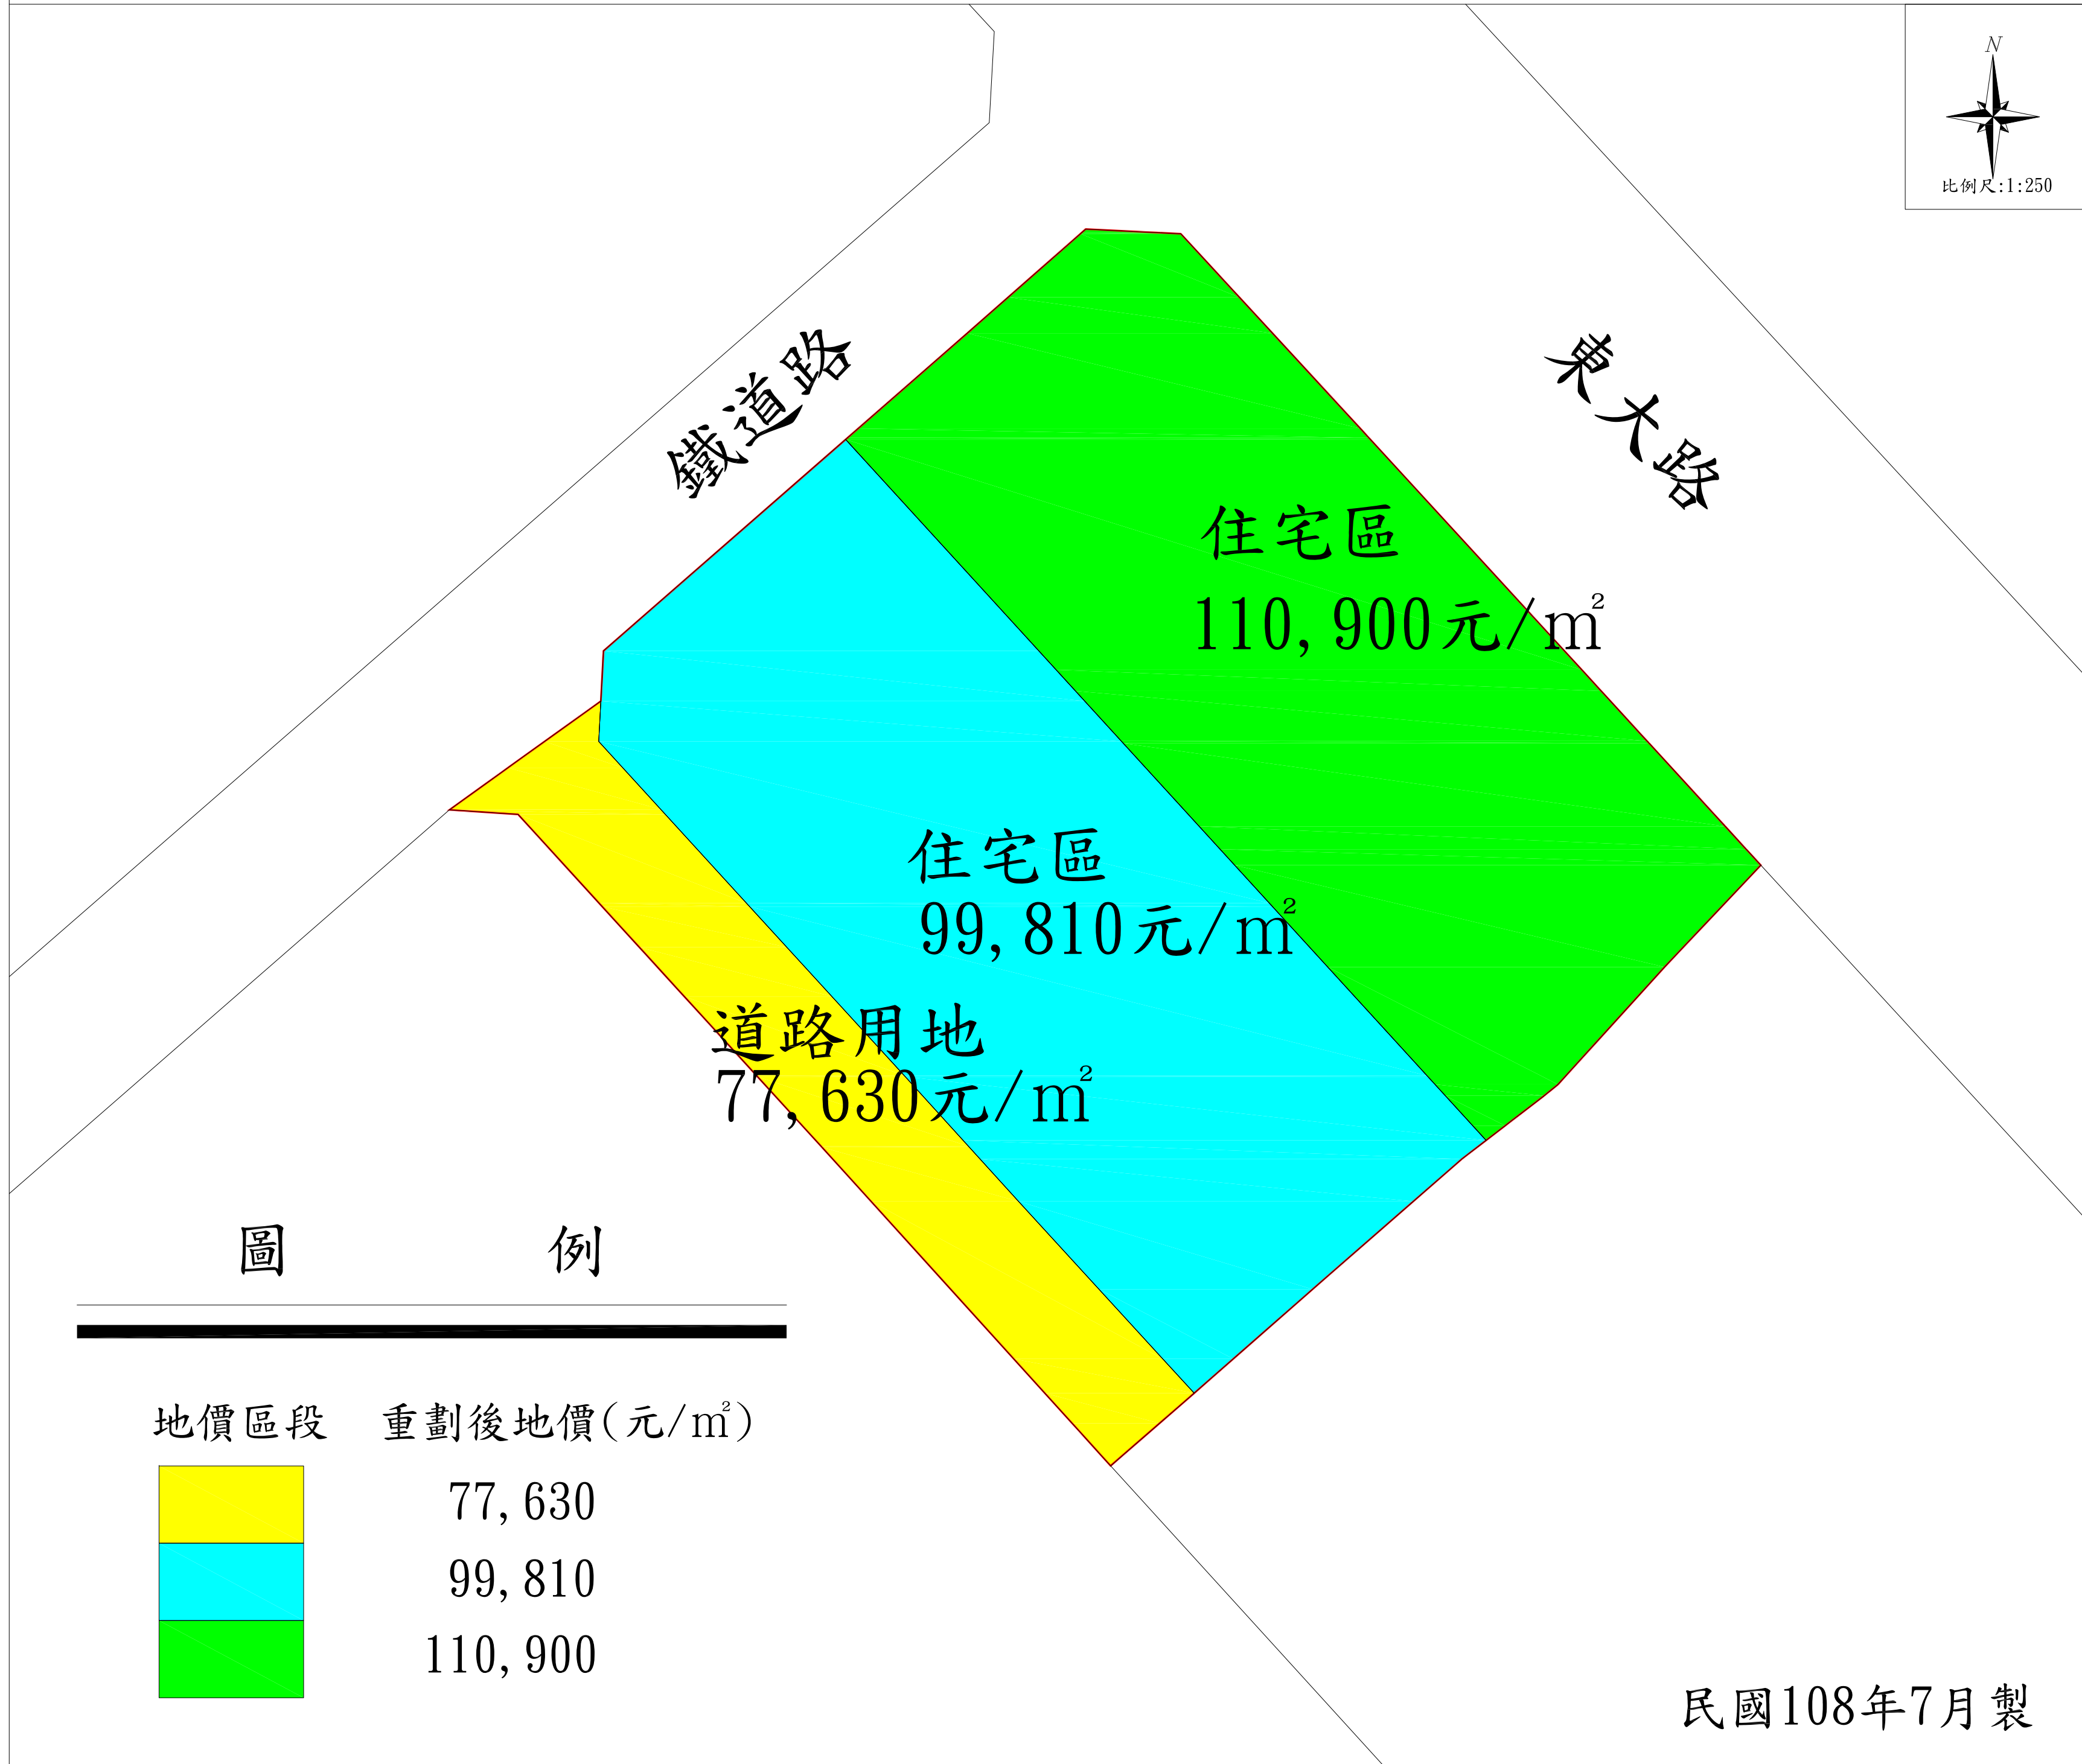 N
比例尺:1:250
鐵道路
東大路
住宅區
110,900元/m²
住宅區
99,810元/m²
道路用地
77,630元/m²
圖 例
地價區段 重劃後地價(元/m²)
77,630
99,810
110,900
民國108年7月製